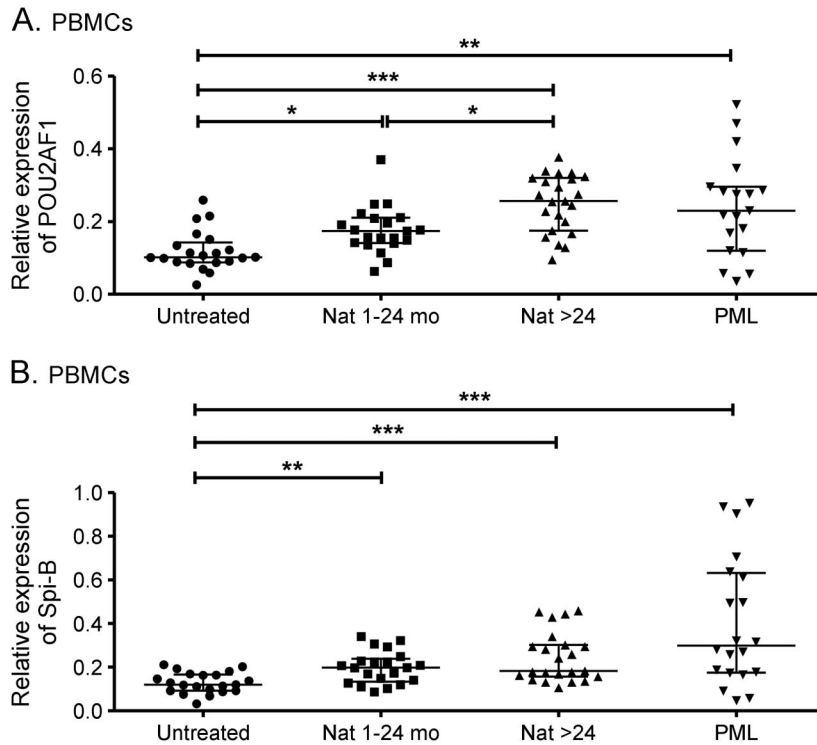 A. PBMCs
**
***
* *
Relative expression
of POU2AF1
0.6
0.4
0.2
0.0
Untreated Nat 1-24 mo Nat >24 PML
B. PBMCs
***
***
**
Relative expression
of Spi-B
1.0
0.8
0.6
0.4
0.2
0.0
Untreated Nat 1-24 mo Nat >24 PML